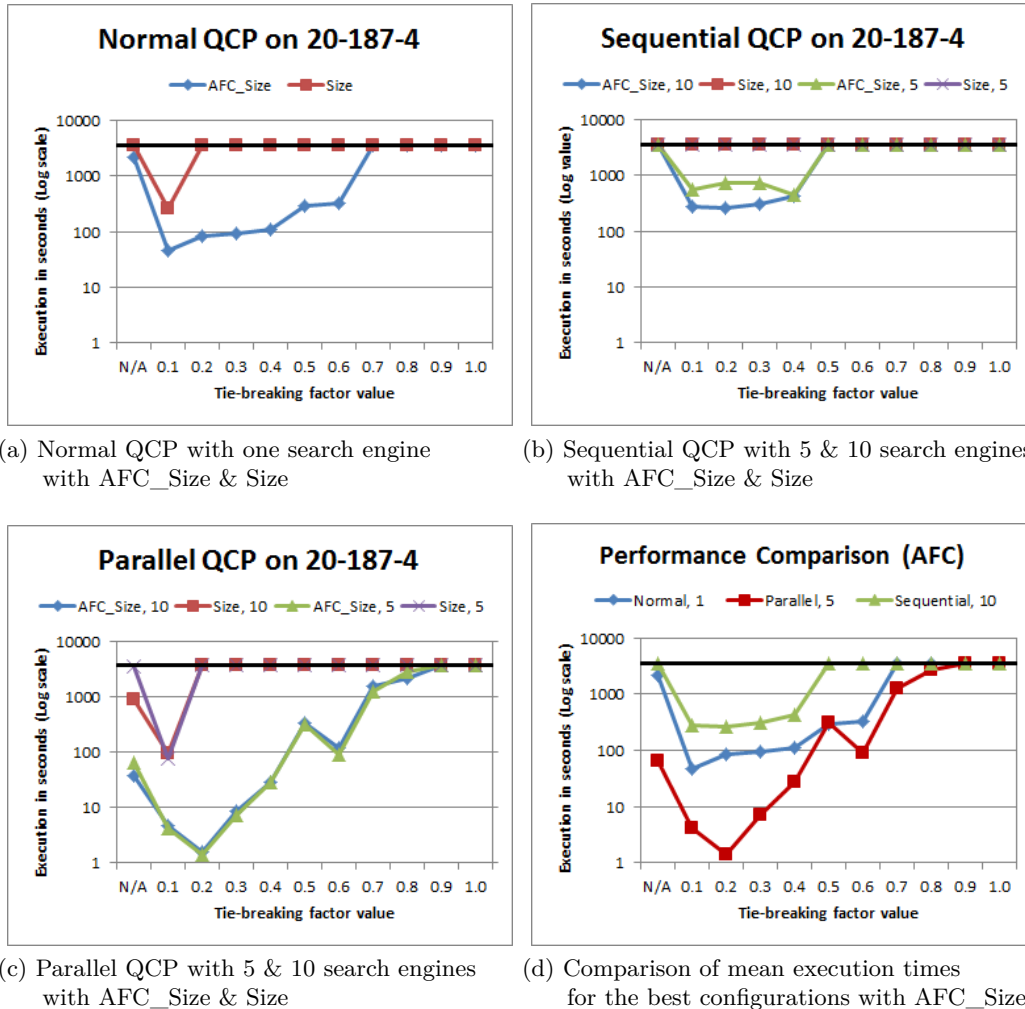 Normal QCP on 20-187-4
AFC_Size Size
Execution in seconds (Log scale)
10000
1000
100
10
1
N/A 0.1 0.2 0.3 0.4 0.5 0.6 0.7 0.8 0.9 1.0
Tie-breaking factor value
(a) Normal QCP with one search engine
with AFC_Size & Size
Sequential QCP on 20-187-4
AFC_Size, 10 Size, 10 AFC_Size, 5 Size, 5
Execution in seconds (Log value)
10000
1000
100
10
1
N/A 0.1 0.2 0.3 0.4 0.5 0.6 0.7 0.8 0.9 1.0
Tie-breaking factor value
(b) Sequential QCP with 5 & 10 search engines
with AFC_Size & Size
Parallel QCP on 20-187-4
AFC_Size, 10 Size, 10 AFC_Size, 5 Size, 5
Execution in seconds (Log scale)
10000
1000
100
10
1
N/A 0.1 0.2 0.3 0.4 0.5 0.6 0.7 0.8 0.9 1.0
Tie-breaking factor value
(c) Parallel QCP with 5 & 10 search engines
with AFC_Size & Size
Performance Comparison (AFC)
Normal, 1 Parallel, 5 Sequential, 10
Execution in seconds (Log scale)
10000
1000
100
10
1
N/A 0.1 0.2 0.3 0.4 0.5 0.6 0.7 0.8 0.9 1.0
Tie-breaking factor value
(d) Comparison of mean execution times
for the best configurations with AFC_Size